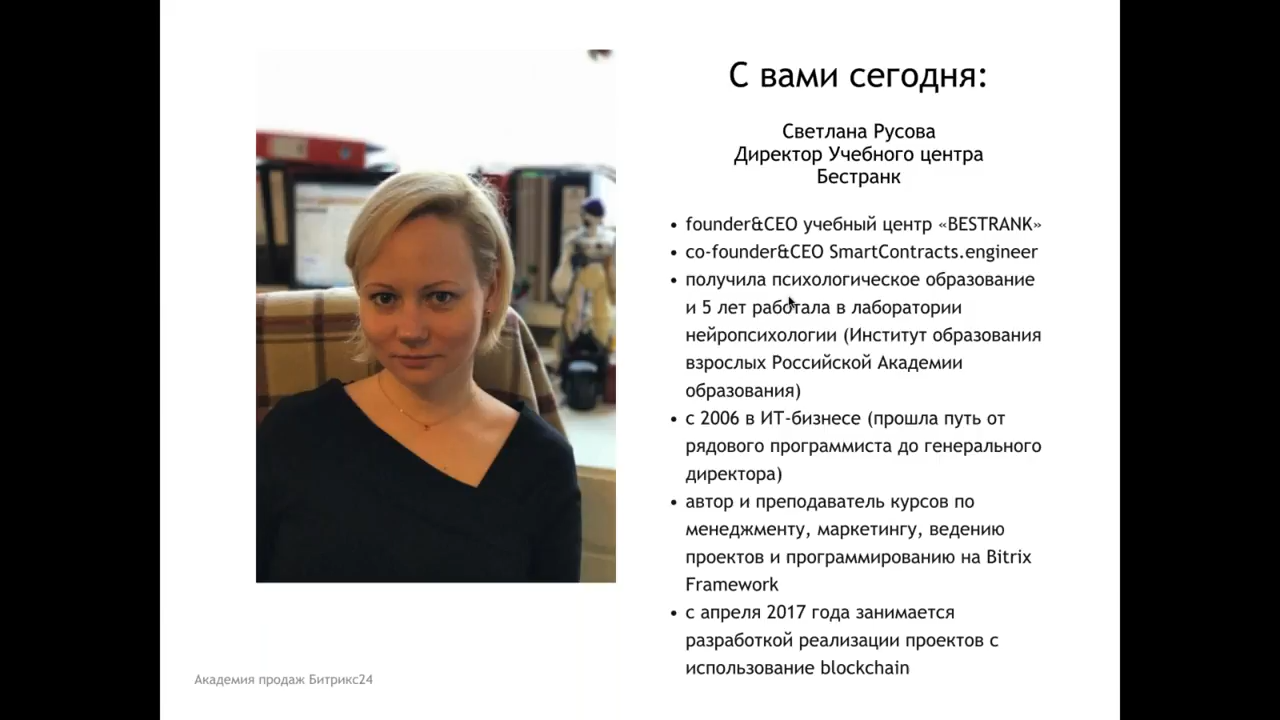 С вами сегодня:
Светлана Русова
Директор Учебного центра
Бестранк
• founder&CEO учебный центр «BESTRANK»
• co-founder&CEO SmartContracts.engineer
• получила психологическое образование
и 5 лет работала в лаборатории
нейропсихологии (Институт образования
взрослых Российской Академии
образования)
• с 2006 в ИТ-бизнесе (прошла путь от
рядового программиста до генерального
директора)
• автор и преподаватель курсов по
менеджменту, маркетингу, ведению
проектов и программированию на Bitrix
Framework
• с апреля 2017 года занимается
разработкой реализации проектов с
использование blockchain
Академия продаж Битрикс24